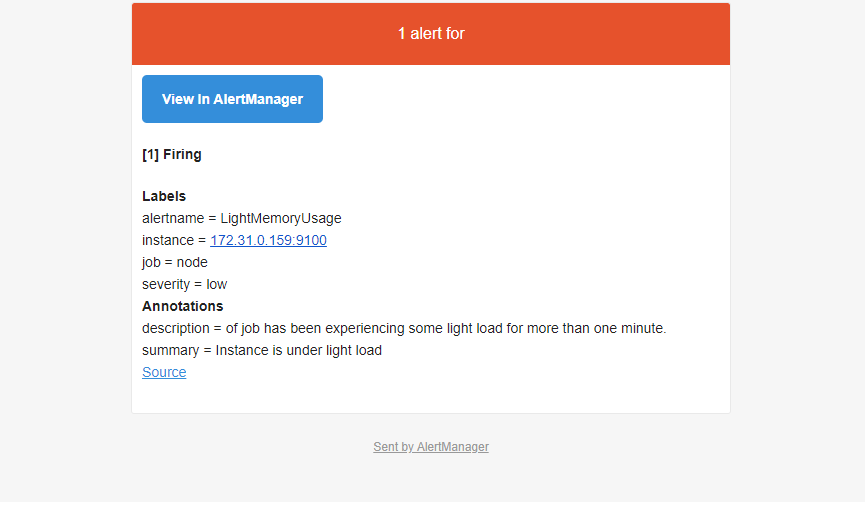 1 alert for
View In AlertManager
[1] Firing
Labels
alertname = LightMemoryUsage
instance = 172.31.0.159:9100
job = node
severity = low
Annotations
description = of job has been experiencing some light load for more than one minute.
summary = Instance is under light load
Source
Sent by AlertManager